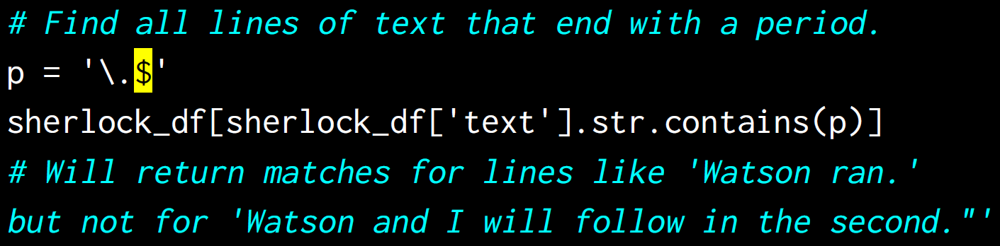 # Find all lines of text that end with a period.
p = '\.$'
sherlock_df[sherlock_df['text'].str.contains(p)]
# Will return matches for lines like 'Watson ran.'
but not for 'Watson and I will follow in the second."'